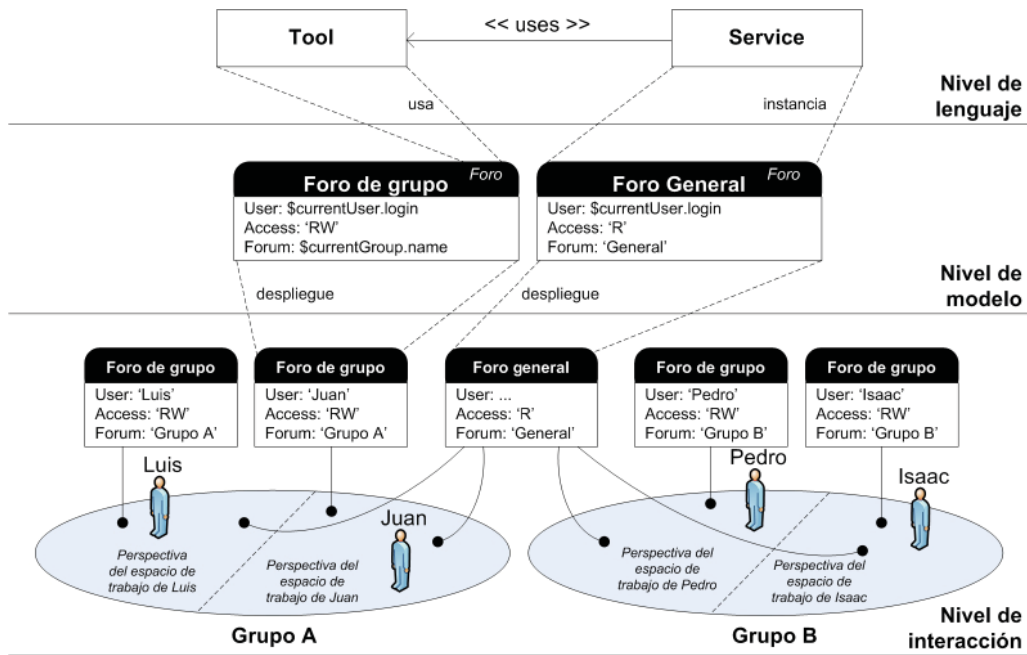 Tool
<< uses >>
Service
usa
instancia
Nivel de
lenguaje
Foro
Foro de grupo
User: $currentUser.login
Access: ‘RW’
Forum: $currentGroup.name
Foro
Foro General
User: $currentUser.login
Access: ‘R’
Forum: ‘General’
despliegue
despliegue
Nivel de
modelo
Foro de grupo
User: ‘Luis’
Access: ‘RW’
Forum: ‘Grupo A’
Foro de grupo
User: ‘Juan’
Access: ‘RW’
Forum: ‘Grupo A’
Foro general
User: ...
Access: ‘R’
Forum: ‘General’
Foro de grupo
User: ‘Pedro’
Access: ‘RW’
Forum: ‘Grupo B’
Foro de grupo
User: ‘Isaac’
Access: ‘RW’
Forum: ‘Grupo B’
Luis
Juan
Pedro
Isaac
Perspectiva
del espacio de
trabajo de Luis
Perspectiva del
espacio de
trabajo de Juan
Perspectiva del
espacio de
trabajo de Pedro
Perspectiva del
espacio de
trabajo de Isaac
Grupo A
Grupo B
Nivel de
interacción